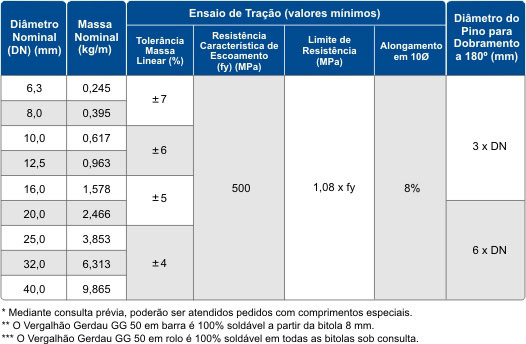 Diâmetro Nominal (DN) (mm)
Massa Nominal (kg/m)
Ensaio de Tração (valores mínimos)
Tolerância Massa Linear (%)
Resistência Característica de Escoamento (fy) (MPa)
Limite de Resistência (MPa)
Alongamento em 10Ø
Diâmetro do Pino para Dobramento a 180º (mm)
6,3 0,245 ±7
8,0 0,395
10,0 0,617 ±6 3 x DN
12,5 0,963
16,0 1,578 ±5 500 1,08 x fy 8%
20,0 2,466
25,0 3,853 ±4 6 x DN
32,0 6,313
40,0 9,865
* Mediante consulta prévia, poderão ser atendidos pedidos com comprimentos especiais.
** O Vergalhão Gerdau GG 50 em barra é 100% soldável a partir da bitola 8 mm.
*** O Vergalhão Gerdau GG 50 em rolo é 100% soldável em todas as bitolas sob consulta.